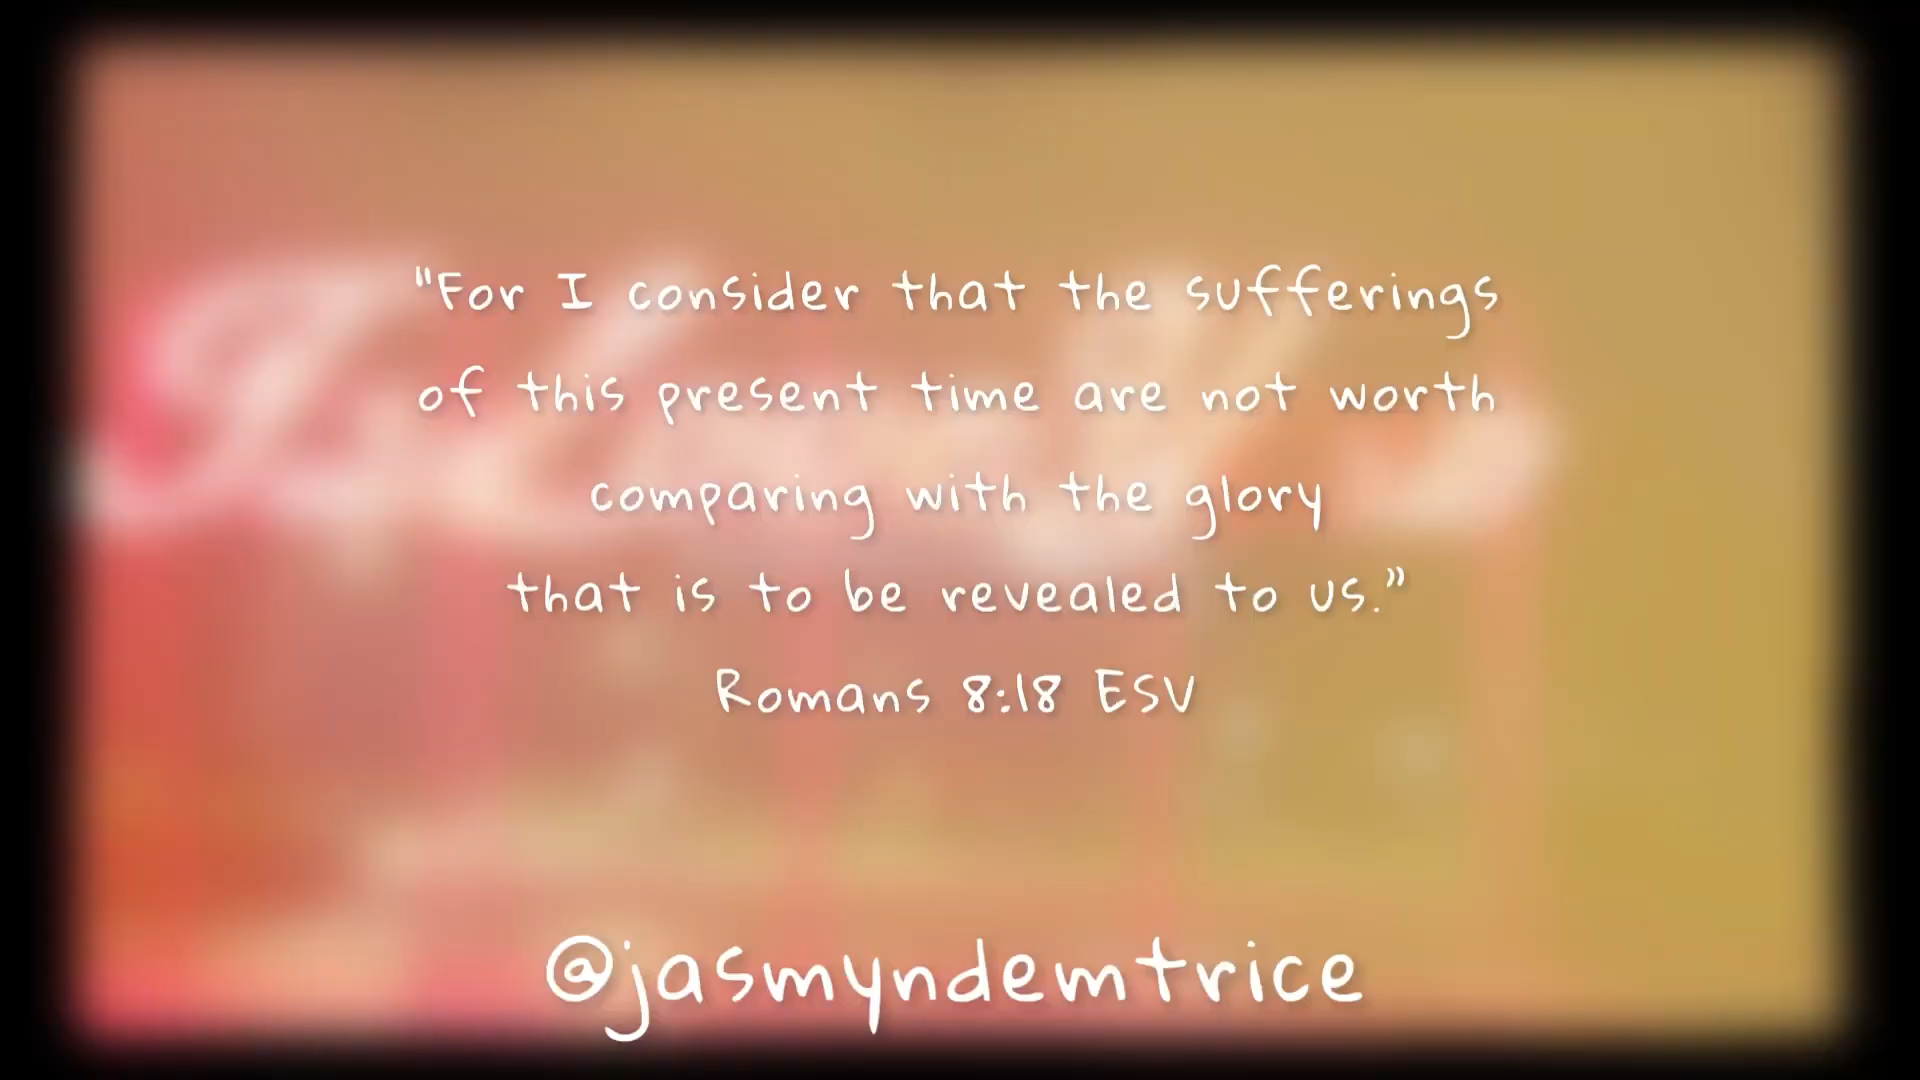 "For I consider that the sufferings
of this present time are not worth
comparing with the glory
that is to be revealed to us.”
Romans 8:18 ESV
@jasmyndemtrice